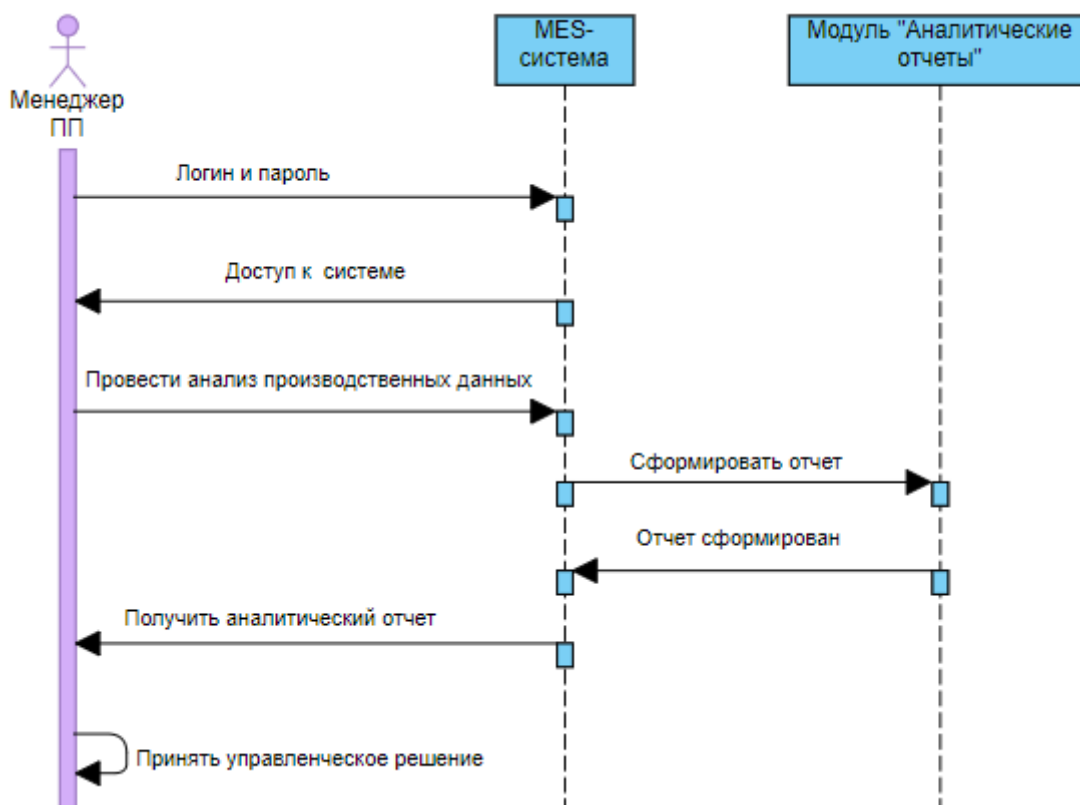 MES-
система
Модуль "Аналитические
отчеты"
Менеджер
ПП
Логин и пароль
Доступ к системе
Провести анализ производственных данных
Сформировать отчет
Отчет сформирован
Получить аналитический отчет
Принять управленческое решение